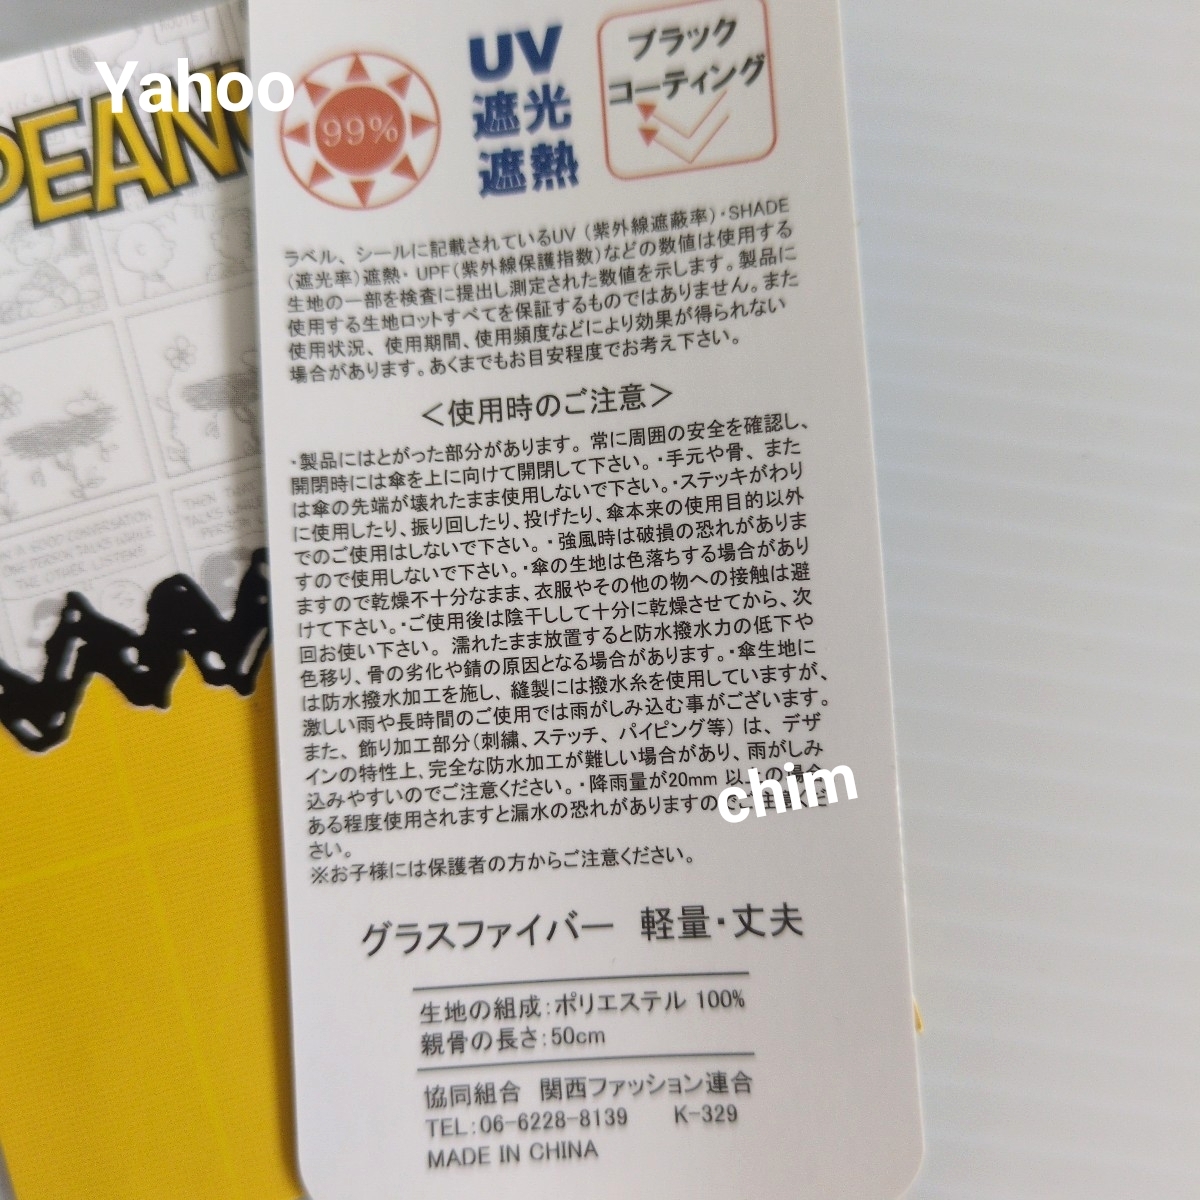 Yahoo
PEANU
99%
UV
遮光
遮熱
ブラック
コーティング
ラベル、シールに記載されているUV(紫外線遮蔽率)・SHADE
(遮光率)遮熱・UPF(紫外線保護指数)などの数値は使用する
生地の一部を検査に提出し測定された数値を示します。製品に
使用する生地ロットすべてを保証するものではありません。また
使用状況、使用期間、使用頻度などにより効果が得られない
場合があります。あくまでもお目安程度でお考え下さい。
＜使用時のご注意＞
・製品にはとがった部分があります。常に周囲の安全を確認し、
開閉時には傘を上に向けて開閉して下さい。・手元や骨、また
は傘の先端が壊れたまま使用しないで下さい。・ステッキがわり
に使用したり、振り回したり、投げたり、傘本来の使用目的以外
でのご使用はしないで下さい。・強風時は破損の恐れがありま
すので使用しないで下さい。・傘の生地は色落ちする場合があり
ますので乾燥不十分なまま、衣服やその他の物への接触は避
けて下さい。・ご使用後は陰干しして十分に乾燥させてから、次
回お使い下さい。濡れたまま放置すると防水撥水力の低下や
色移り、骨の劣化や錆の原因となる場合があります。・傘生地に
は防水撥水加工を施し、縫製には撥水糸を使用していますが、
激しい雨や長時間のご使用では雨がしみ込む事がございます。
また、飾り加工部分(刺繍、ステッチ、パイピング等)は、デザ
インの特性上、完全な防水加工が難しい場合があり、雨がしみ
込みやすいのでご注意ください。・降雨量が20mm 以上の場合
ある程度使用されますと漏水の恐れがありますのでご注意くだ
さい。
※お子様には保護者の方からご注意ください。
chim
グラスファイバー 軽量・丈夫
生地の組成:ポリエステル 100%
親骨の長さ:50cm
協同組合 関西ファッション連合
TEL:06-6228-8139 K-329
MADE IN CHINA